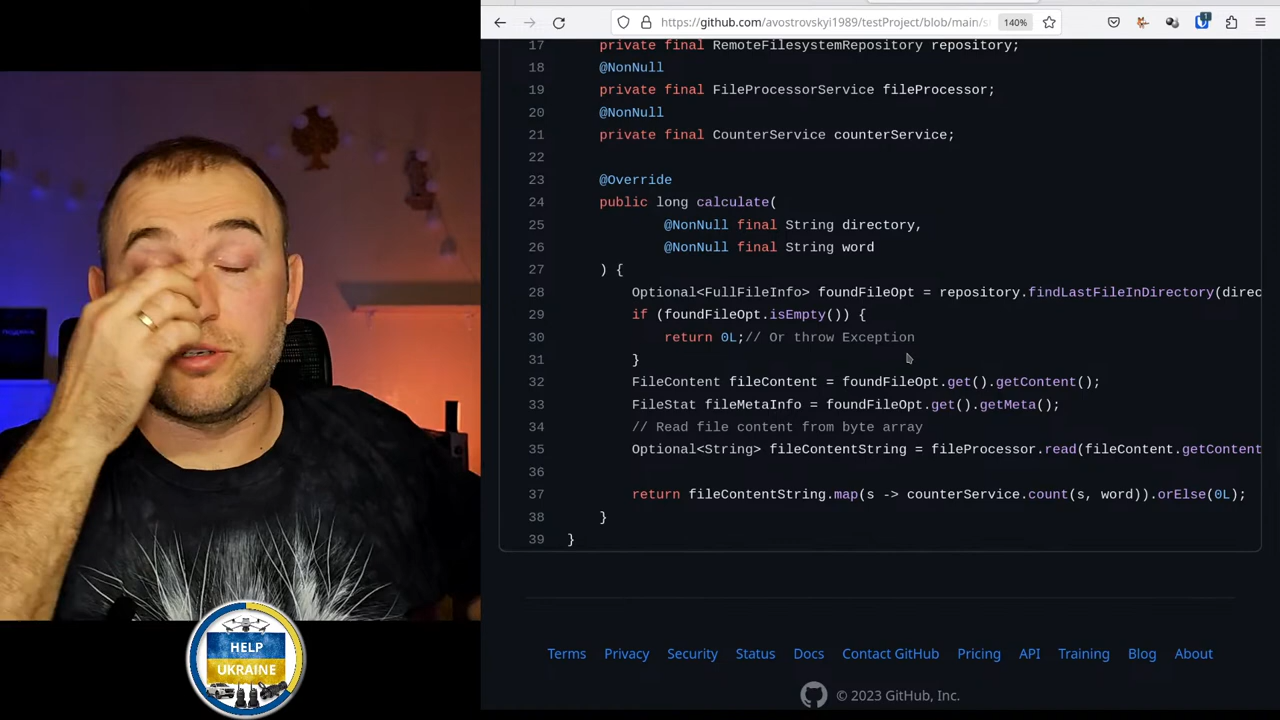 https://github.com/avostrovskyi1989/testProject/blob/main/s
140%
1
17 private final RemoteFilesystemRepository repository;
18 @NonNull
19 private final FileProcessorService fileProcessor;
20 @NonNull
21 private final CounterService counterService;
22
23 @Override
24 public long calculate(
25 @NonNull final String directory,
26 @NonNull final String word
27 ) {
28 Optional<FullFileInfo> foundFileOpt = repository.findLastFileInDirectory(direc
29 if (foundFileOpt.isEmpty()) {
30 return 0L;// Or throw Exception
31 }
32 FileContent fileContent = foundFileOpt.get().getContent();
33 FileStat fileMetaInfo = foundFileOpt.get().getMeta();
34 // Read file content from byte array
35 Optional<String> fileContentString = fileProcessor.read(fileContent.getContent
36
37 return fileContentString.map(s -> counterService.count(s, word)).orElse(0L);
38 }
39 }
Terms Privacy Security Status Docs Contact GitHub Pricing API Training Blog About
© 2023 GitHub, Inc.
HELP
UKRAINE